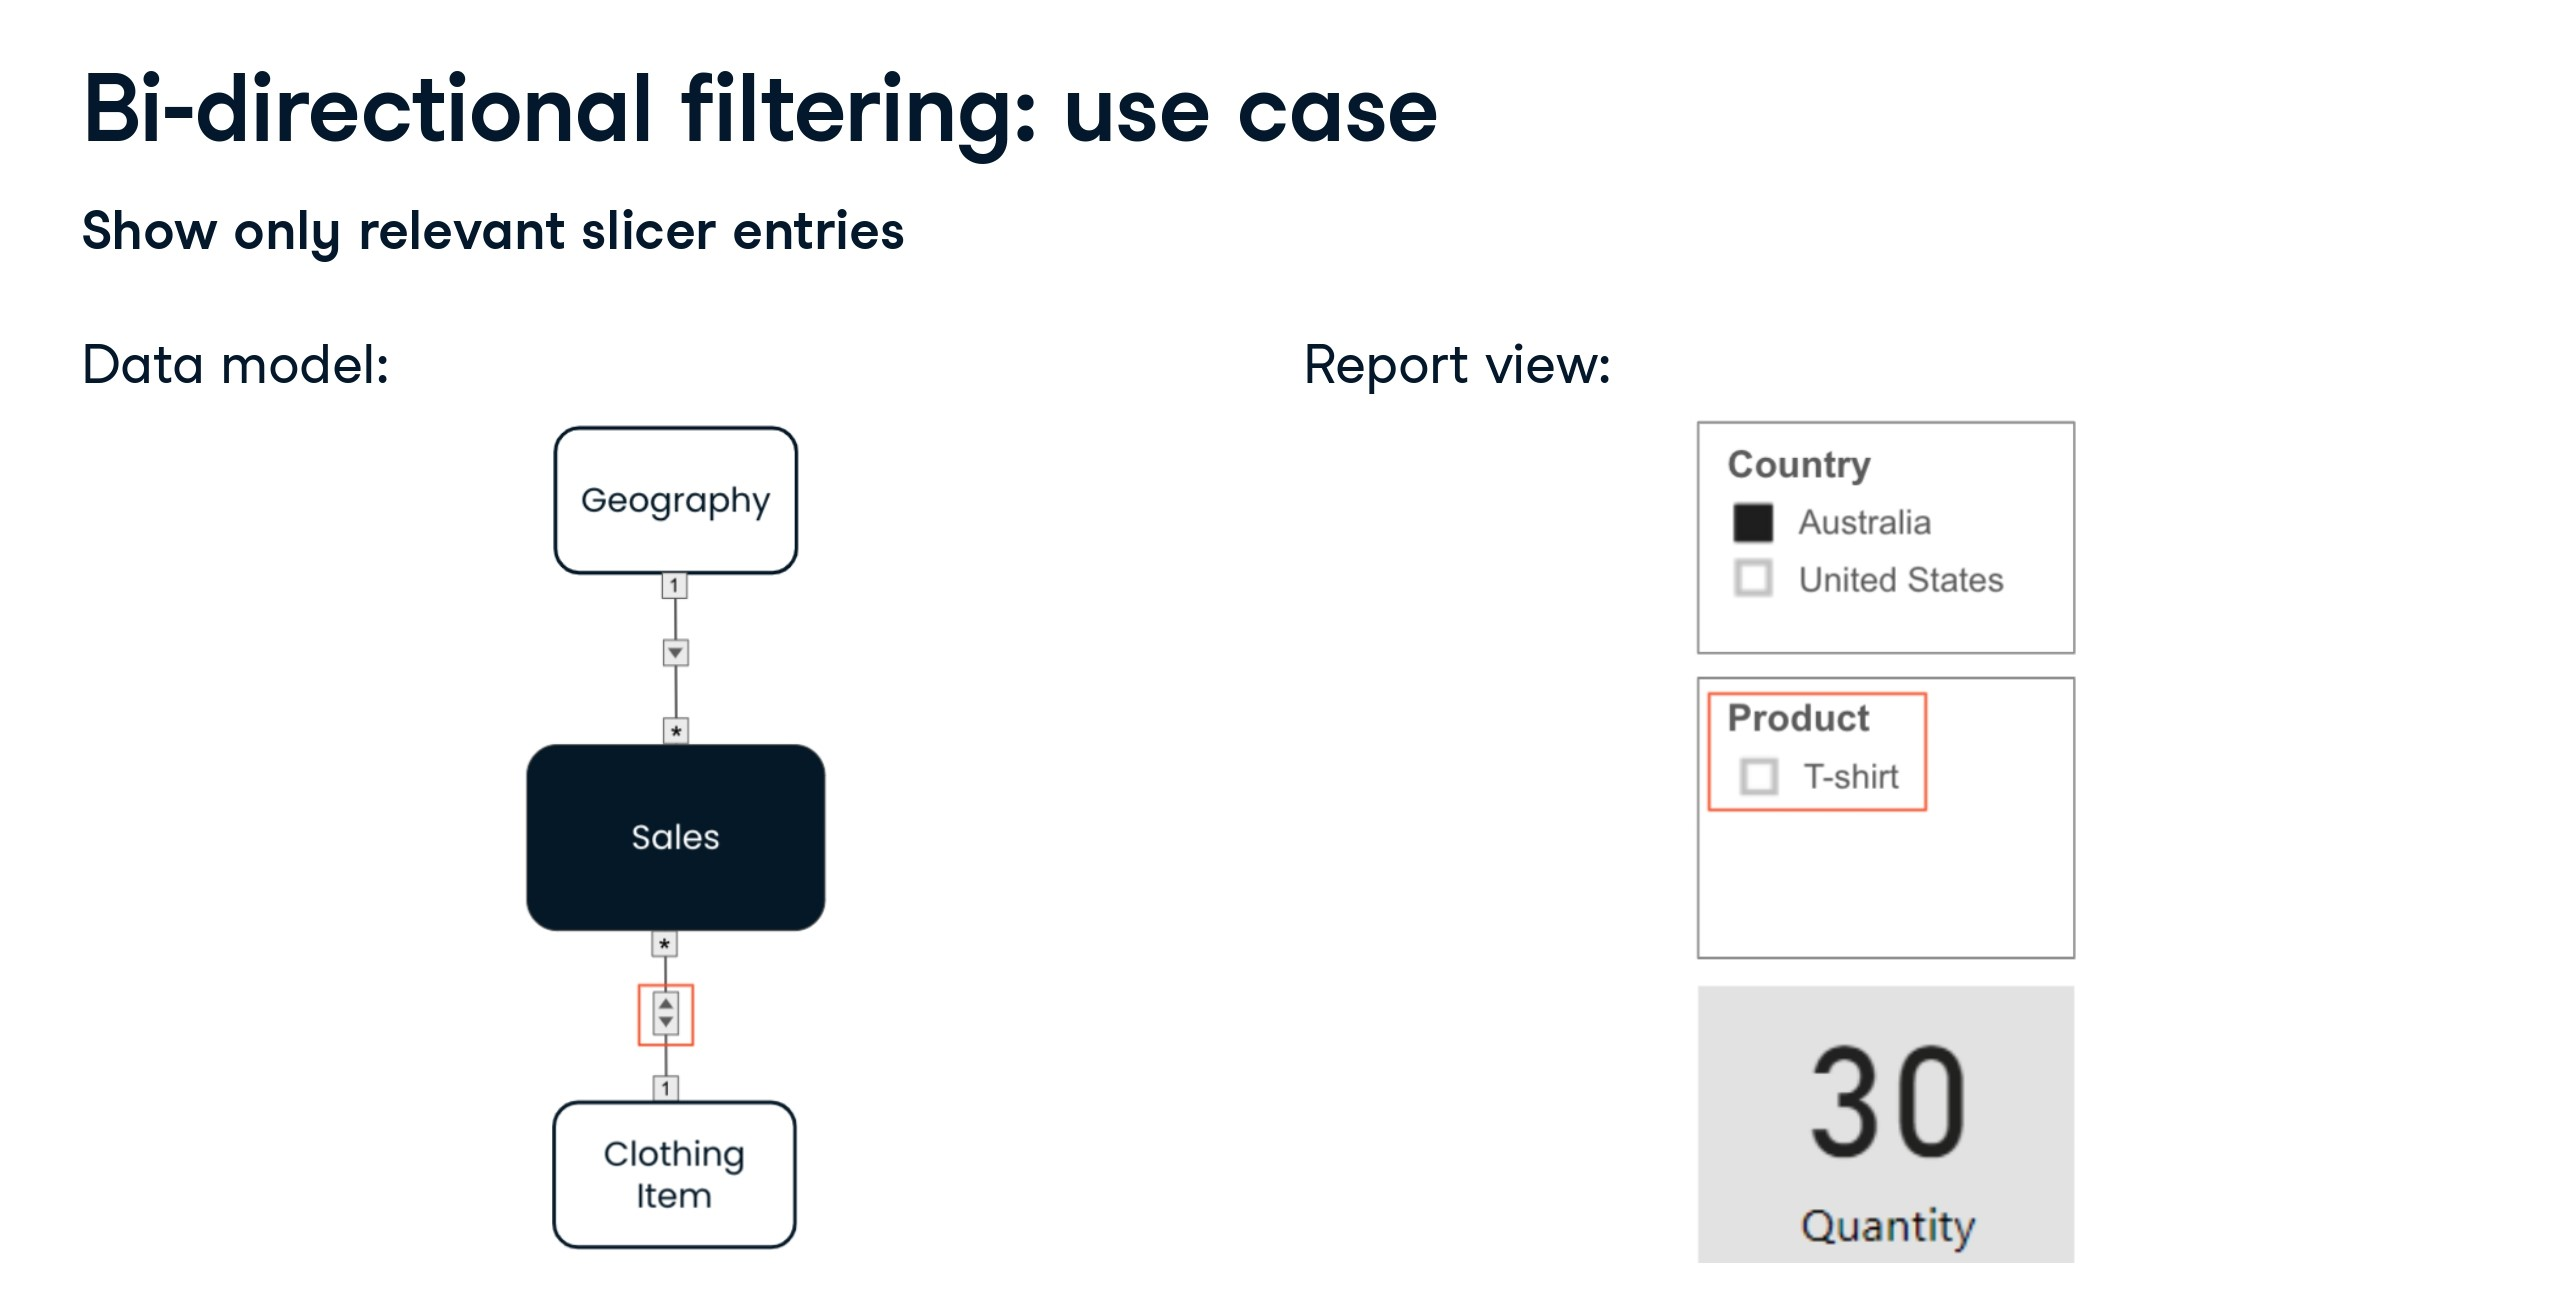 Bi-directional filtering: use case
Show only relevant slicer entries
Data model:
Geography
1
*
Sales
*
1
Clothing
Item
Report view:
Country
Australia
United States
Product
T-shirt
30
Quantity